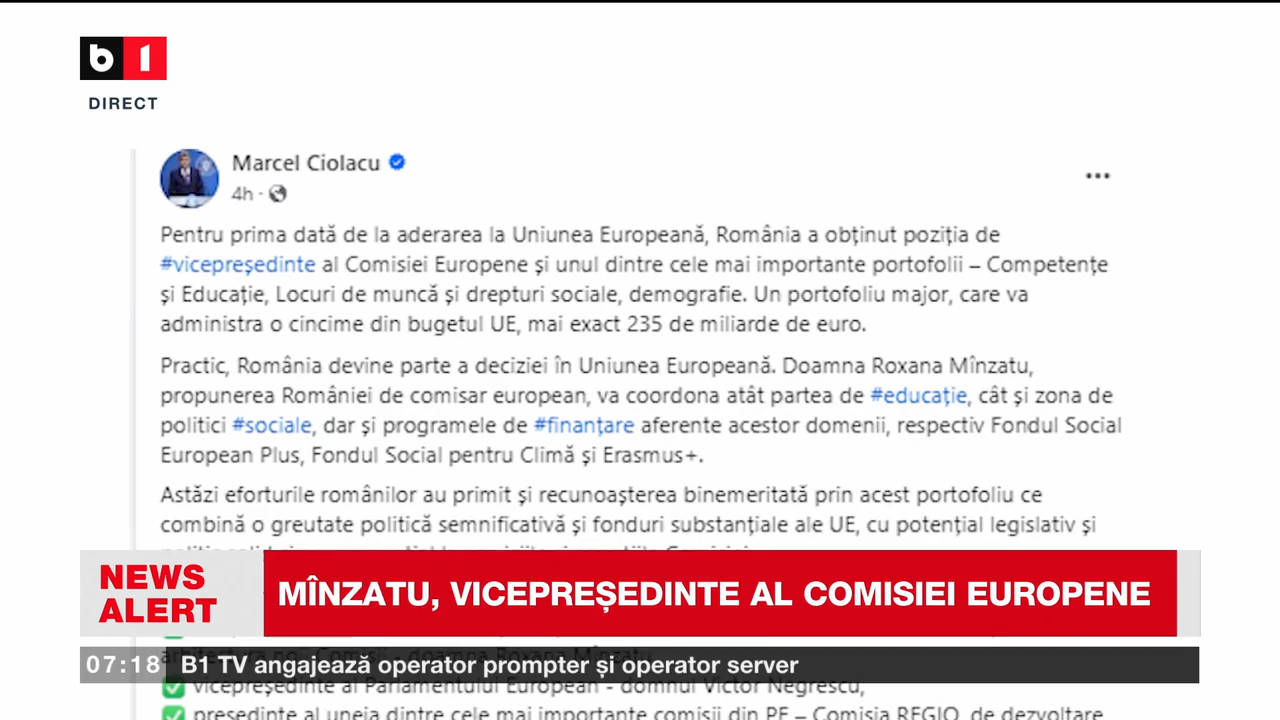 b1
DIRECT
Marcel Ciolacu
4h ·
Pentru prima dată de la aderarea la Uniunea Europeană, România a obținut poziția de
#vicepreședinte al Comisiei Europene și unul dintre cele mai importante portofolii – Competențe
și Educație, Locuri de muncă și drepturi sociale, demografie. Un portofoliu major, care va
administra o cincime din bugetul UE, mai exact 235 de miliarde de euro.
Practic, România devine parte a deciziei în Uniunea Europeană. Doamna Roxana Mînzatu,
propunerea României de comisar european, va coordona atât partea de #educație, cât și zona de
politici #sociale, dar și programele de #finanțare aferente acestor domenii, respectiv Fondul Social
European Plus, Fondul Social pentru Climă și Erasmus+.
Astăzi eforturile românilor au primit și recunoașterea binemeritată prin acest portofoliu ce
combină o greutate politică semnificativă și fonduri substanțiale ale UE, cu potențial legislativ și
NEWS
ALERT
MÎNZATU, VICEPREȘEDINTE AL COMISIEI EUROPENE
doamna Roxana Mînzatu
07:18 B1 TV angajează operator prompter și operator server
vicepreședinte al Parlamentului European - domnul Victor Negrescu,
președinte al uneia dintre cele mai importante comisii din PE – Comisia REGIO, de dezvoltare